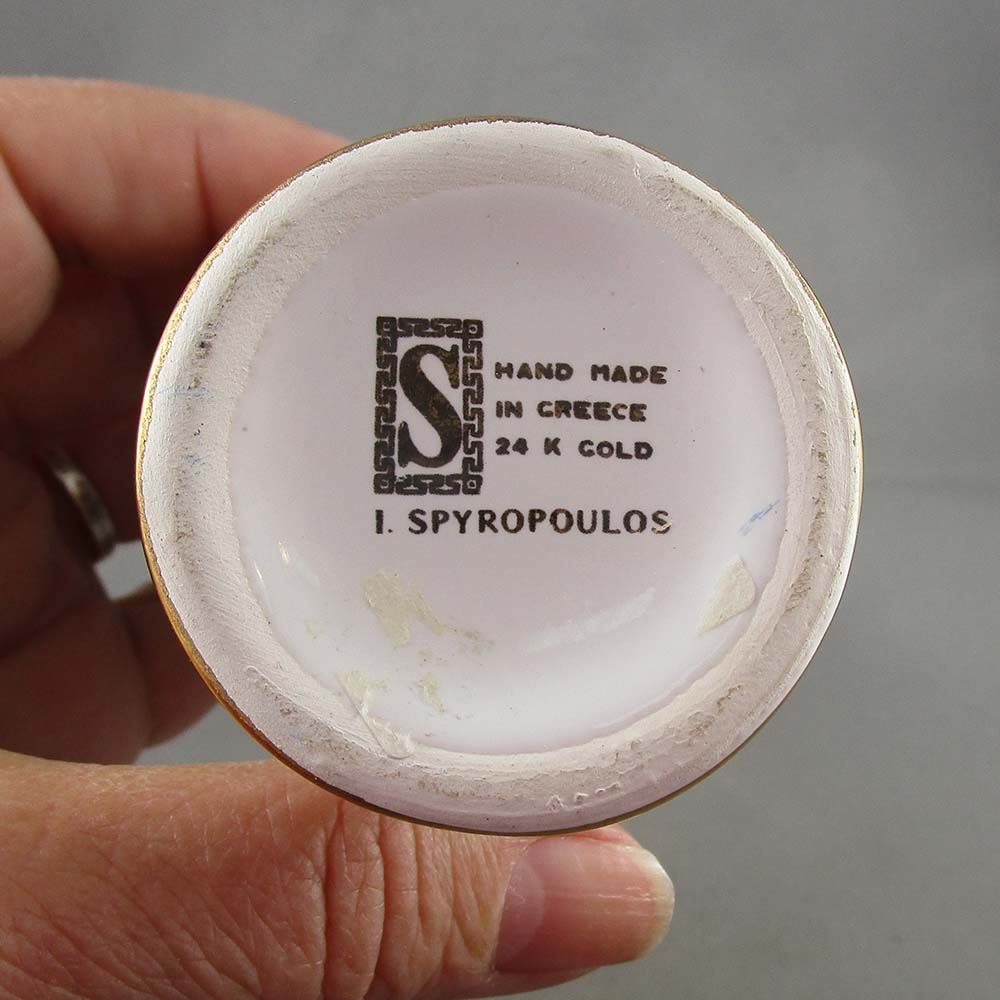 S
HAND MADE
IN GREECE
24 K GOLD
I. SPYROPOULOS